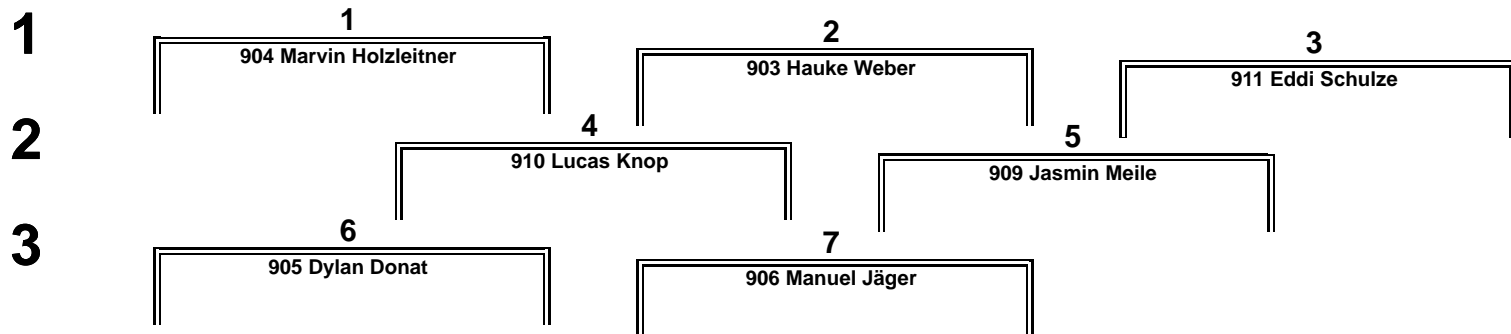 1
1
904 Marvin Holzleitner
2
903 Hauke Weber
3
911 Eddi Schulze
2
4
910 Lucas Knop
5
909 Jasmin Meile
3
6
905 Dylan Donat
7
906 Manuel Jäger